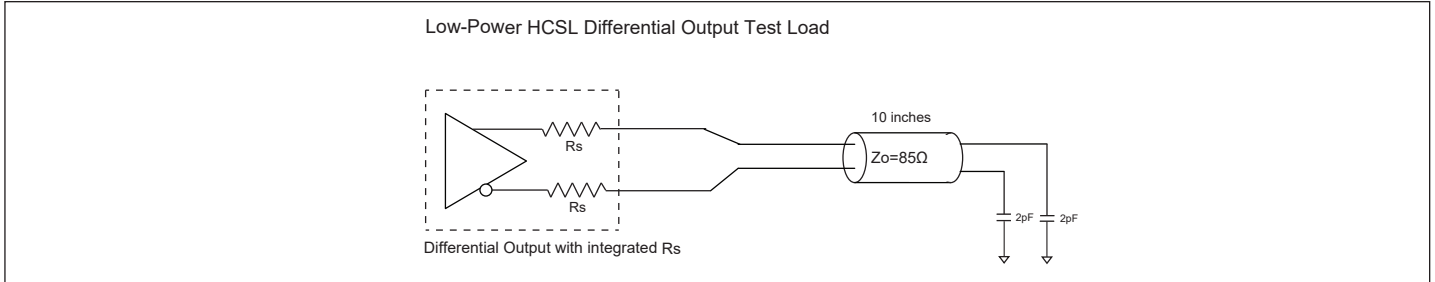 Low-Power HCSL Differential Output Test Load
10 inches
Rs
Zo=85Ω
Rs
2pF
2pF
Differential Output with integrated Rs